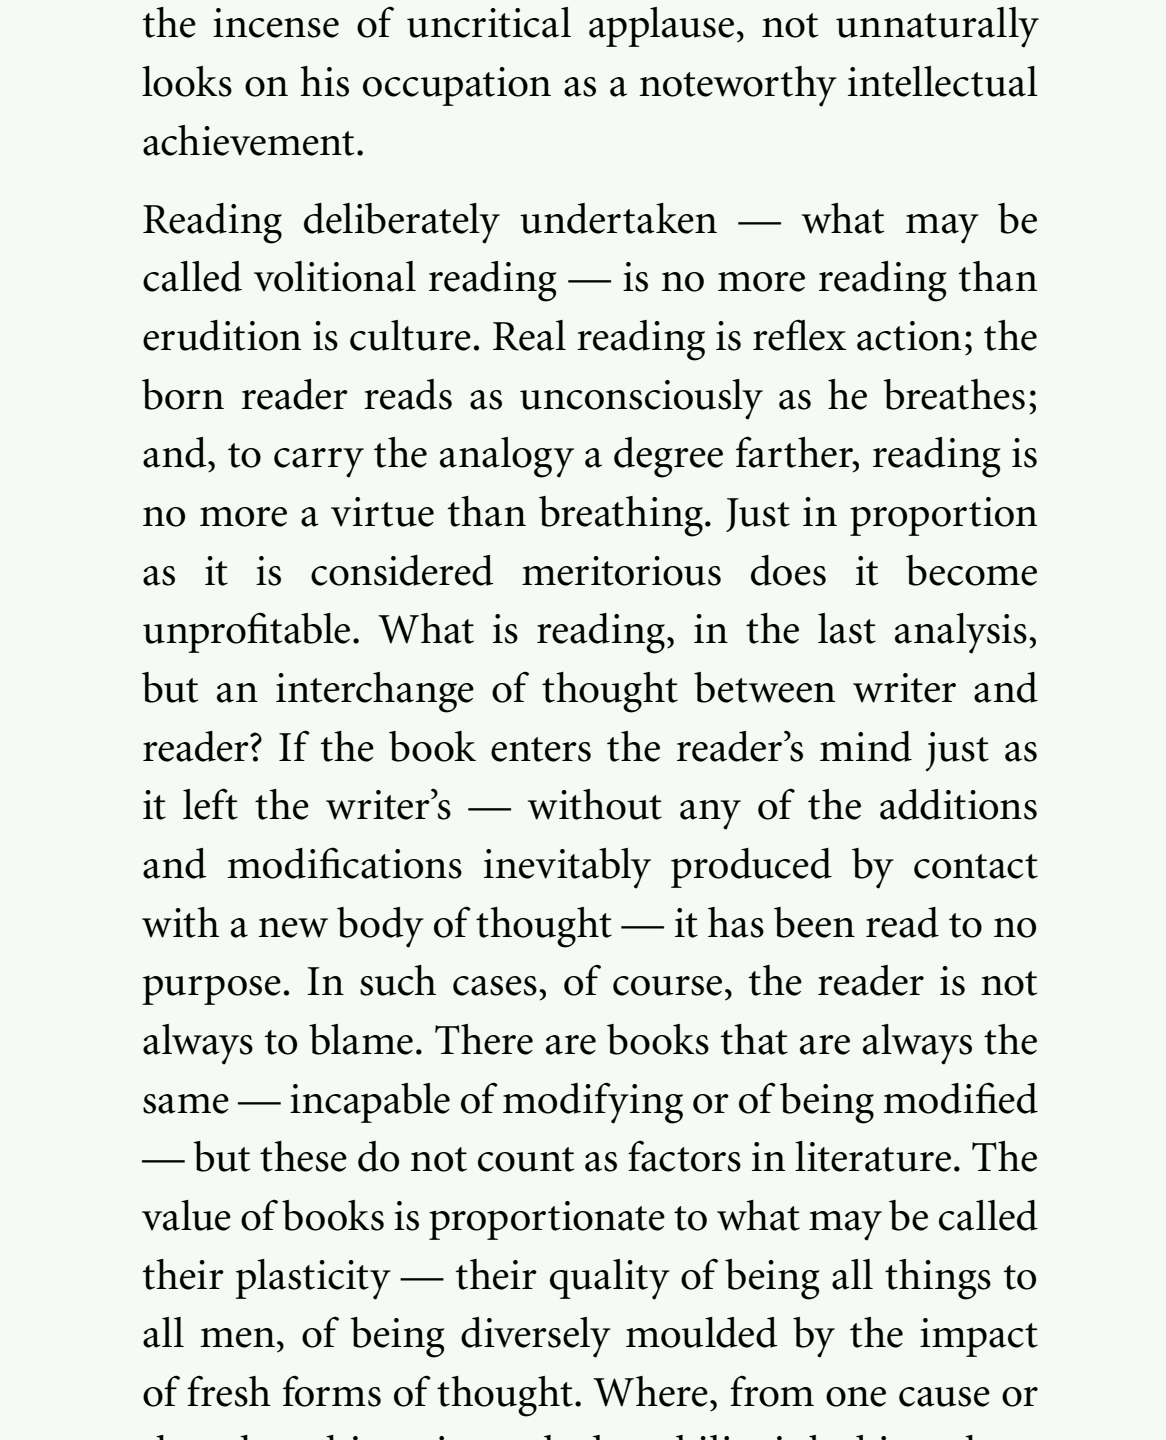 the incense of uncritical applause, not unnaturally
looks on his occupation as a noteworthy intellectual
achievement.
Reading deliberately undertaken — what may be
called volitional reading — is no more reading than
erudition is culture. Real reading is reflex action; the
born reader reads as unconsciously as he breathes;
and, to carry the analogy a degree farther, reading is
no more a virtue than breathing. Just in proportion
as it is considered meritorious does it become
unprofitable. What is reading, in the last analysis,
but an interchange of thought between writer and
reader? If the book enters the reader’s mind just as
it left the writer’s — without any of the additions
and modifications inevitably produced by contact
with a new body of thought — it has been read to no
purpose. In such cases, of course, the reader is not
always to blame. There are books that are always the
same — incapable of modifying or of being modified
— but these do not count as factors in literature. The
value of books is proportionate to what may be called
their plasticity — their quality of being all things to
all men, of being diversely moulded by the impact
of fresh forms of thought. Where, from one cause or